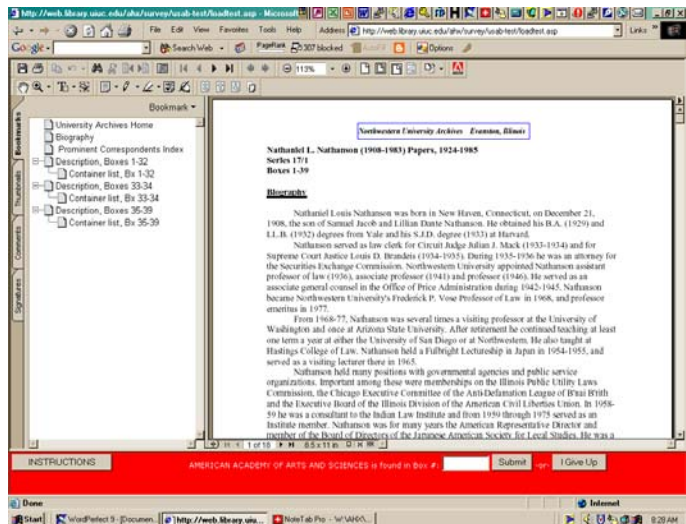 http://web.library.uiuc.edu/aha/survey/usab-test/loadtest.asp - Microsoft
File Edit View Favorites Tools Help Address http://web.library.uiuc.edu/ahx/survey/usab-test/loadtest.asp Links
Google Search Web PageRank 307 blocked AutoFill Options
113%
Bookmark
Bookmarks
Thumbnails
Comments
Signatures
University Archives Home
Biography
Prominent Correspondents Index
Description, Boxes 1-32
Container list, Bx 1-32
Description, Boxes 33-34
Container list, Bx 33-34
Description, Boxes 35-39
Container list, Bx 35-39
Northwestern University Archives Evanston, Illinois
Nathaniel L. Nathanson (1908-1983) Papers, 1924-1985
Series 17/1
Boxes 1-39
Biography
Nathaniel Louis Nathanson was born in New Haven, Connecticut, on December 21,
1908, the son of Samuel Jacob and Lillian Dante Nathanson. He obtained his B.A. (1929) and
LL.B. (1932) degrees from Yale and his S.J.D. degree (1933) at Harvard.
Nathanson served as law clerk for Circuit Judge Julian J. Mack (1933-1934) and for
Supreme Court Justice Louis D. Brandeis (1934-1935). During 1935-1936 he was an attorney for
the Securities Exchange Commission. Northwestern University appointed Nathanson assistant
professor of law (1936), associate professor (1941) and professor (1946). He served as an
associate general counsel in the Office of Price Administration during 1942-1945. Nathanson
became Northwestern University's Frederick P. Vose Professor of Law in 1968, and professor
emeritus in 1977.
From 1968-77, Nathanson was several times a visiting professor at the University of
Washington and once at Arizona State University. After retirement he continued teaching at least
one term a year at either the University of San Diego or at Northwestern. He also taught at
Hastings College of Law. Nathanson held a Fulbright Lectureship in Japan in 1954-1955, and
served as a visiting lecturer there in 1965.
Nathanson held many positions with governmental agencies and public service
organizations. Important among these were memberships on the Illinois Public Utility Laws
Commission, the Chicago Executive Committee of the Anti-Defamation League of B'nai B'rith
and the Executive Board of the Illinois Division of the American Civil Liberties Union. In 1958-
59 he was a consultant to the Indian Law Institute and from 1959 through 1975 served as an
Institute member. Nathanson was for many years the American Representative Director and
member of the Board of Directors of the Japanese American Society for Legal Studies. He was a
1 of 18 8.5 x 11 in
INSTRUCTIONS AMERICAN ACADEMY OF ARTS AND SCIENCES is found in Box #: Submit -or- I Give Up
Done Internet
Start WordPerfect 9 - [Documen... http://web.library.uiu... NoteTab Pro - W:\AHX\... 9:20 AM